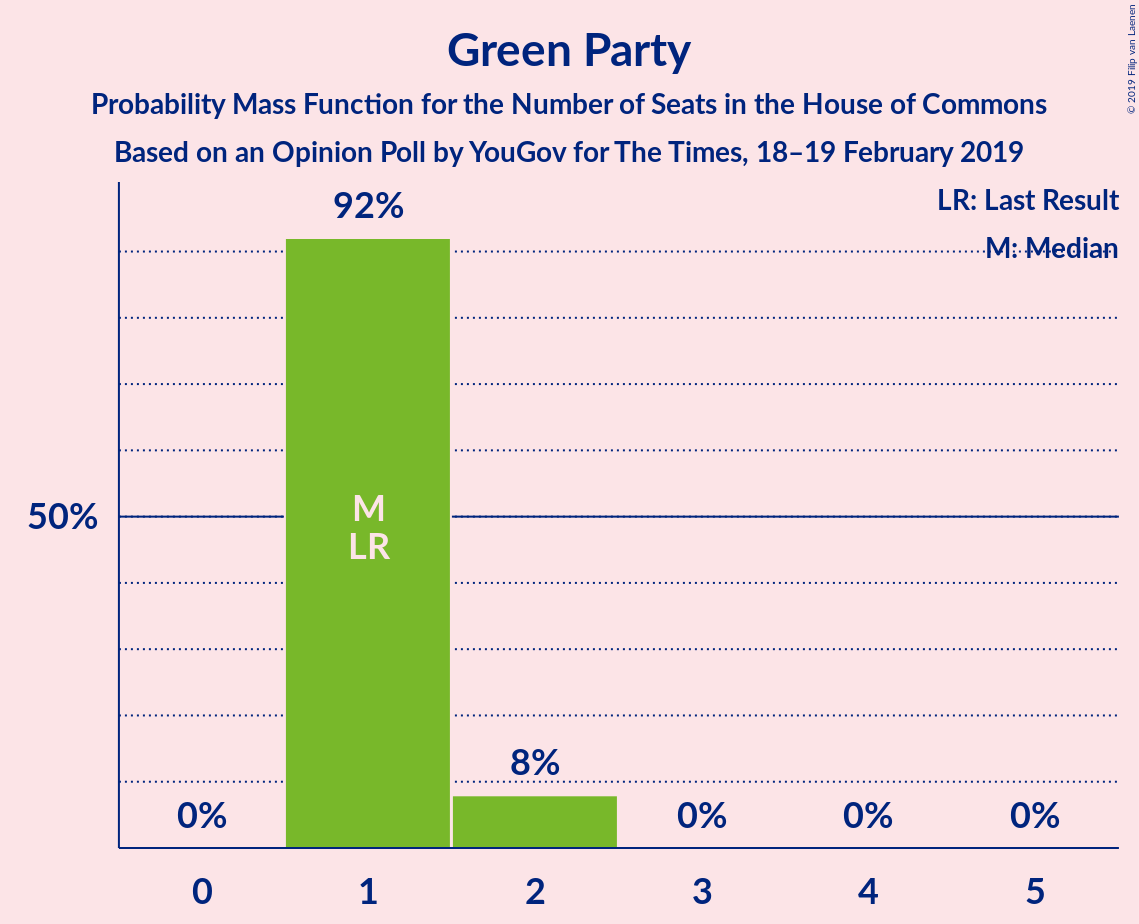 Green Party
Probability Mass Function for the Number of Seats in the House of Commons
Based on an Opinion Poll by YouGov for The Times, 18–19 February 2019
© 2019 Filip van Laenen
LR: Last Result
M: Median
92%
50%
M
LR
8%
0%
0%
0%
0%
0
1
2
3
4
5